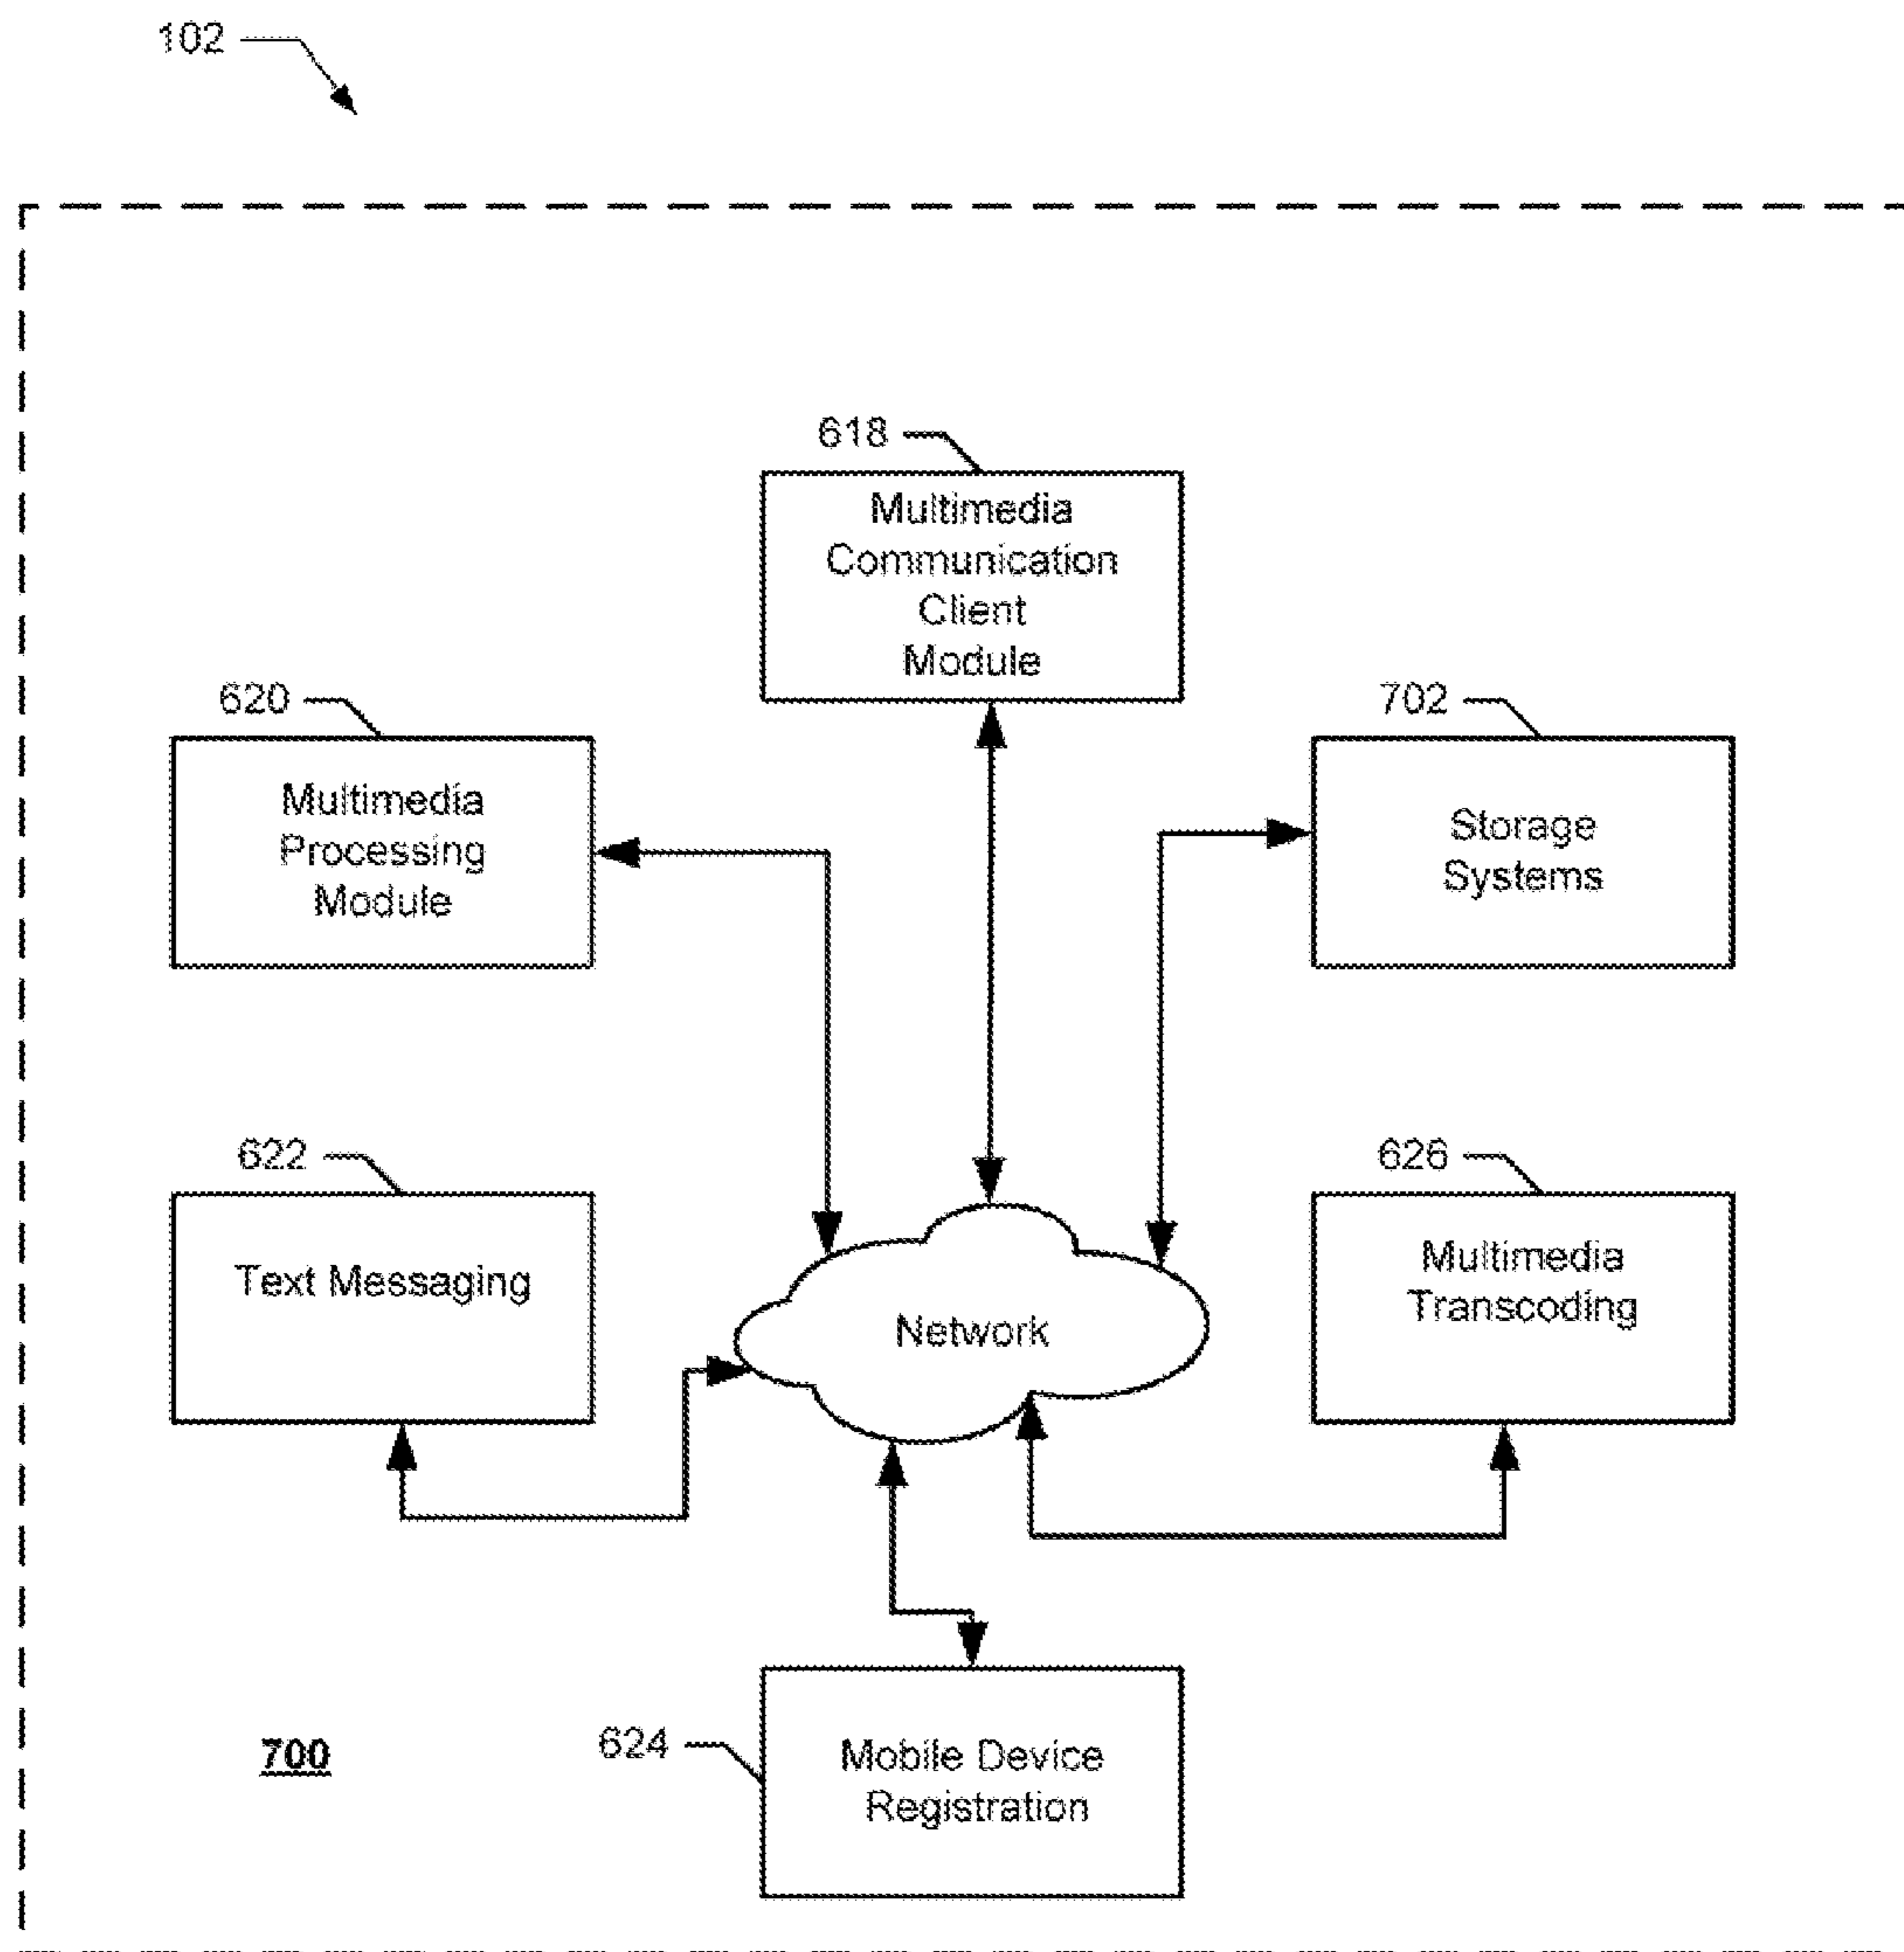 102
618
Multimedia
Communication
Client
Module
620
Multimedia
Processing
Module
702
Storage
Systems
622
Text Messaging
626
Multimedia
Transcoding
Network
700
624
Mobile Device
Registration